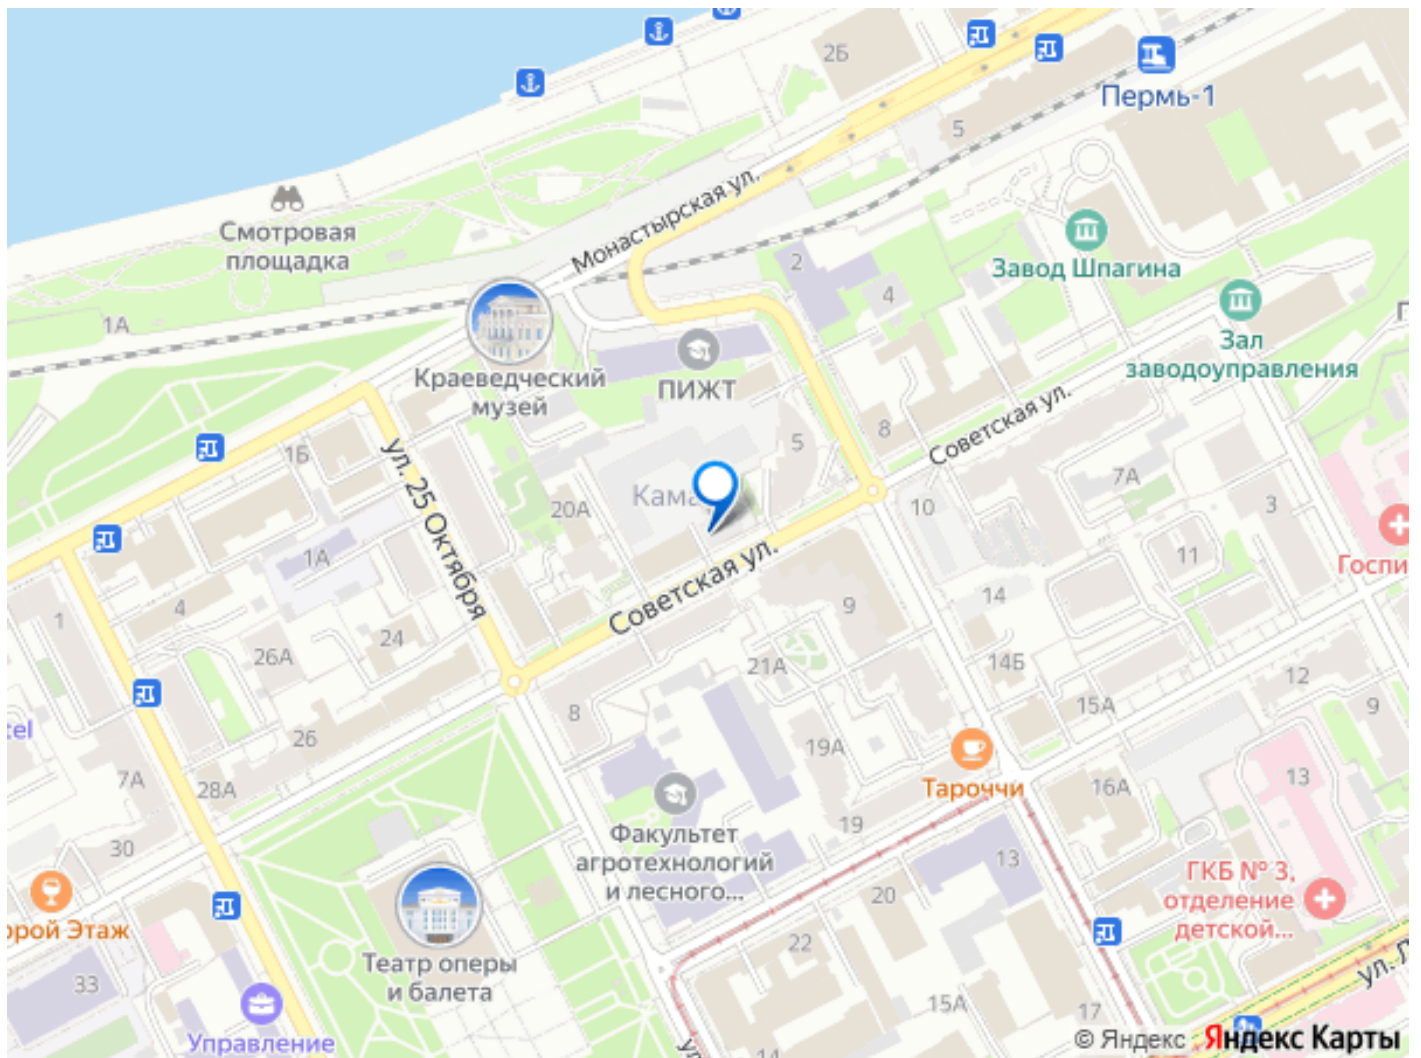 2Б
Пермь-1
5
Монастырская ул.
Смотровая
площадка
2
Завод Шпагина
4
1А
Зал
заводоуправления
Краеведческий
музей
ПИЖТ
8
Советская ул.
5
1Б
ул. 25 Октября
7А
Кама
20А
10
3
1А
11
Госпи
Советская ул.
14
4
9
1
24
26А
21А
14Б
12
8
15А
9
26
19А
7А
28А
Тароччи
16А
13
19
Факультет
агротехнологий
и лесного...
30
13
ГКБ № 3,
отделение
детской...
20
рой Этаж
22
Театр оперы
и балета
33
15А
17
ул. Л
Управление
14
© Яндекс Яндекс Карты